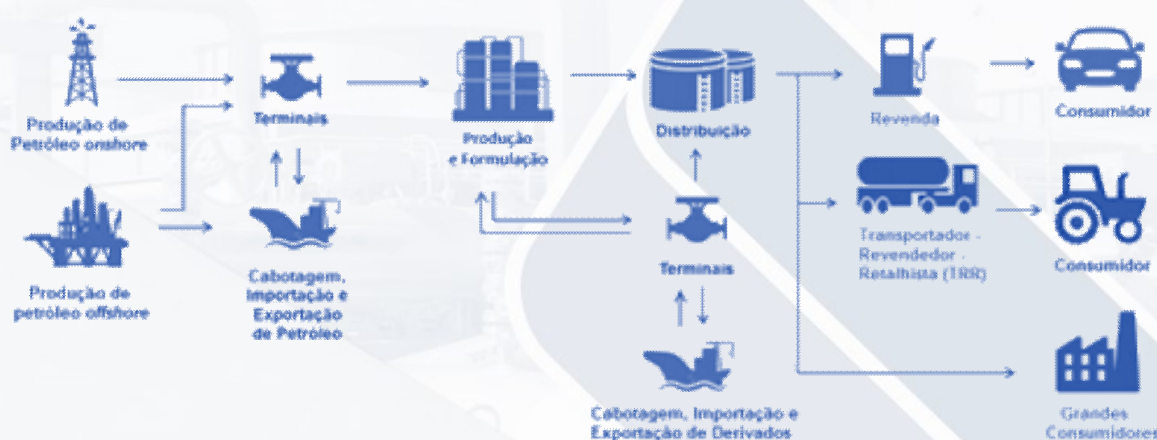 Produção de
Petróleo onshore
Terminais
Produção
e Formulação
Distribuição
Revenda
Consumidor
Produção de
petróleo offshore
Cabotagem,
Importação e
Exportação
de Petróleo
Terminais
Transportador -
Revendedor -
Retalhista (TRR)
Consumidor
Cabotagem, Importação e
Exportação de Derivados
Grandes
Consumidores